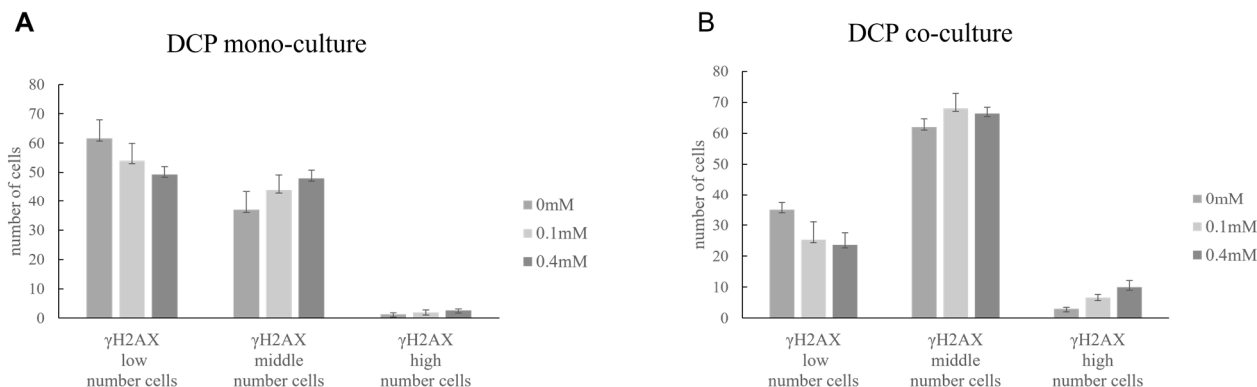 A
DCP mono-culture
number of cells
80
70
60
50
40
30
20
10
0
γH2AX
low
number cells
γH2AX
middle
number cells
γH2AX
high
number cells
0mM
0.1mM
0.4mM
B
DCP co-culture
number of cells
80
70
60
50
40
30
20
10
0
γH2AX
low
number cells
γH2AX
middle
number cells
γH2AX
high
number cells
0mM
0.1mM
0.4mM